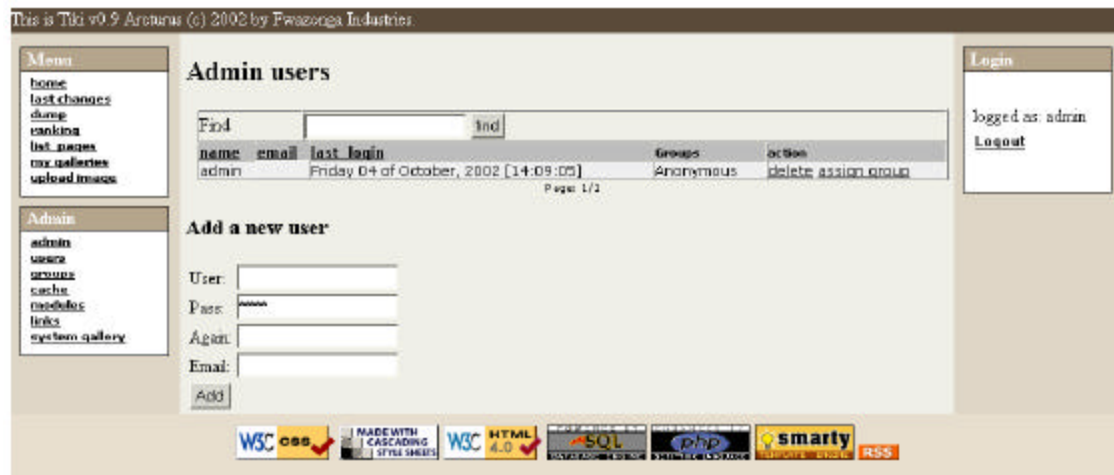 This is Tiki v0.9 Arcturus (c) 2002 by Fwazonga Industries
Menu
home
last changes
dump
ranking
list pages
my galleries
upload image
Admin
admin
users
groups
cache
modules
links
system gallery
Admin users
Find
find
name email last login Groups action
admin Friday 04 of October, 2002 [14:09:05] Anonymous delete assign group
Page: 1/1
Add a new user
User:
Pass: *****
Again:
Email:
Add
Login
logged as: admin
Logout
W3C css
MADE WITH
CASCADING
STYLE SHEETS
W3C HTML
4.0
SQL
DATABASE ENGINE
php
smarty
TEMPLATE ENGINE
RSS